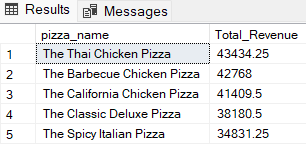 Results Messages
pizza_name Total_Revenue
1 The Thai Chicken Pizza 43434.25
2 The Barbecue Chicken Pizza 42768
3 The California Chicken Pizza 41409.5
4 The Classic Deluxe Pizza 38180.5
5 The Spicy Italian Pizza 34831.25